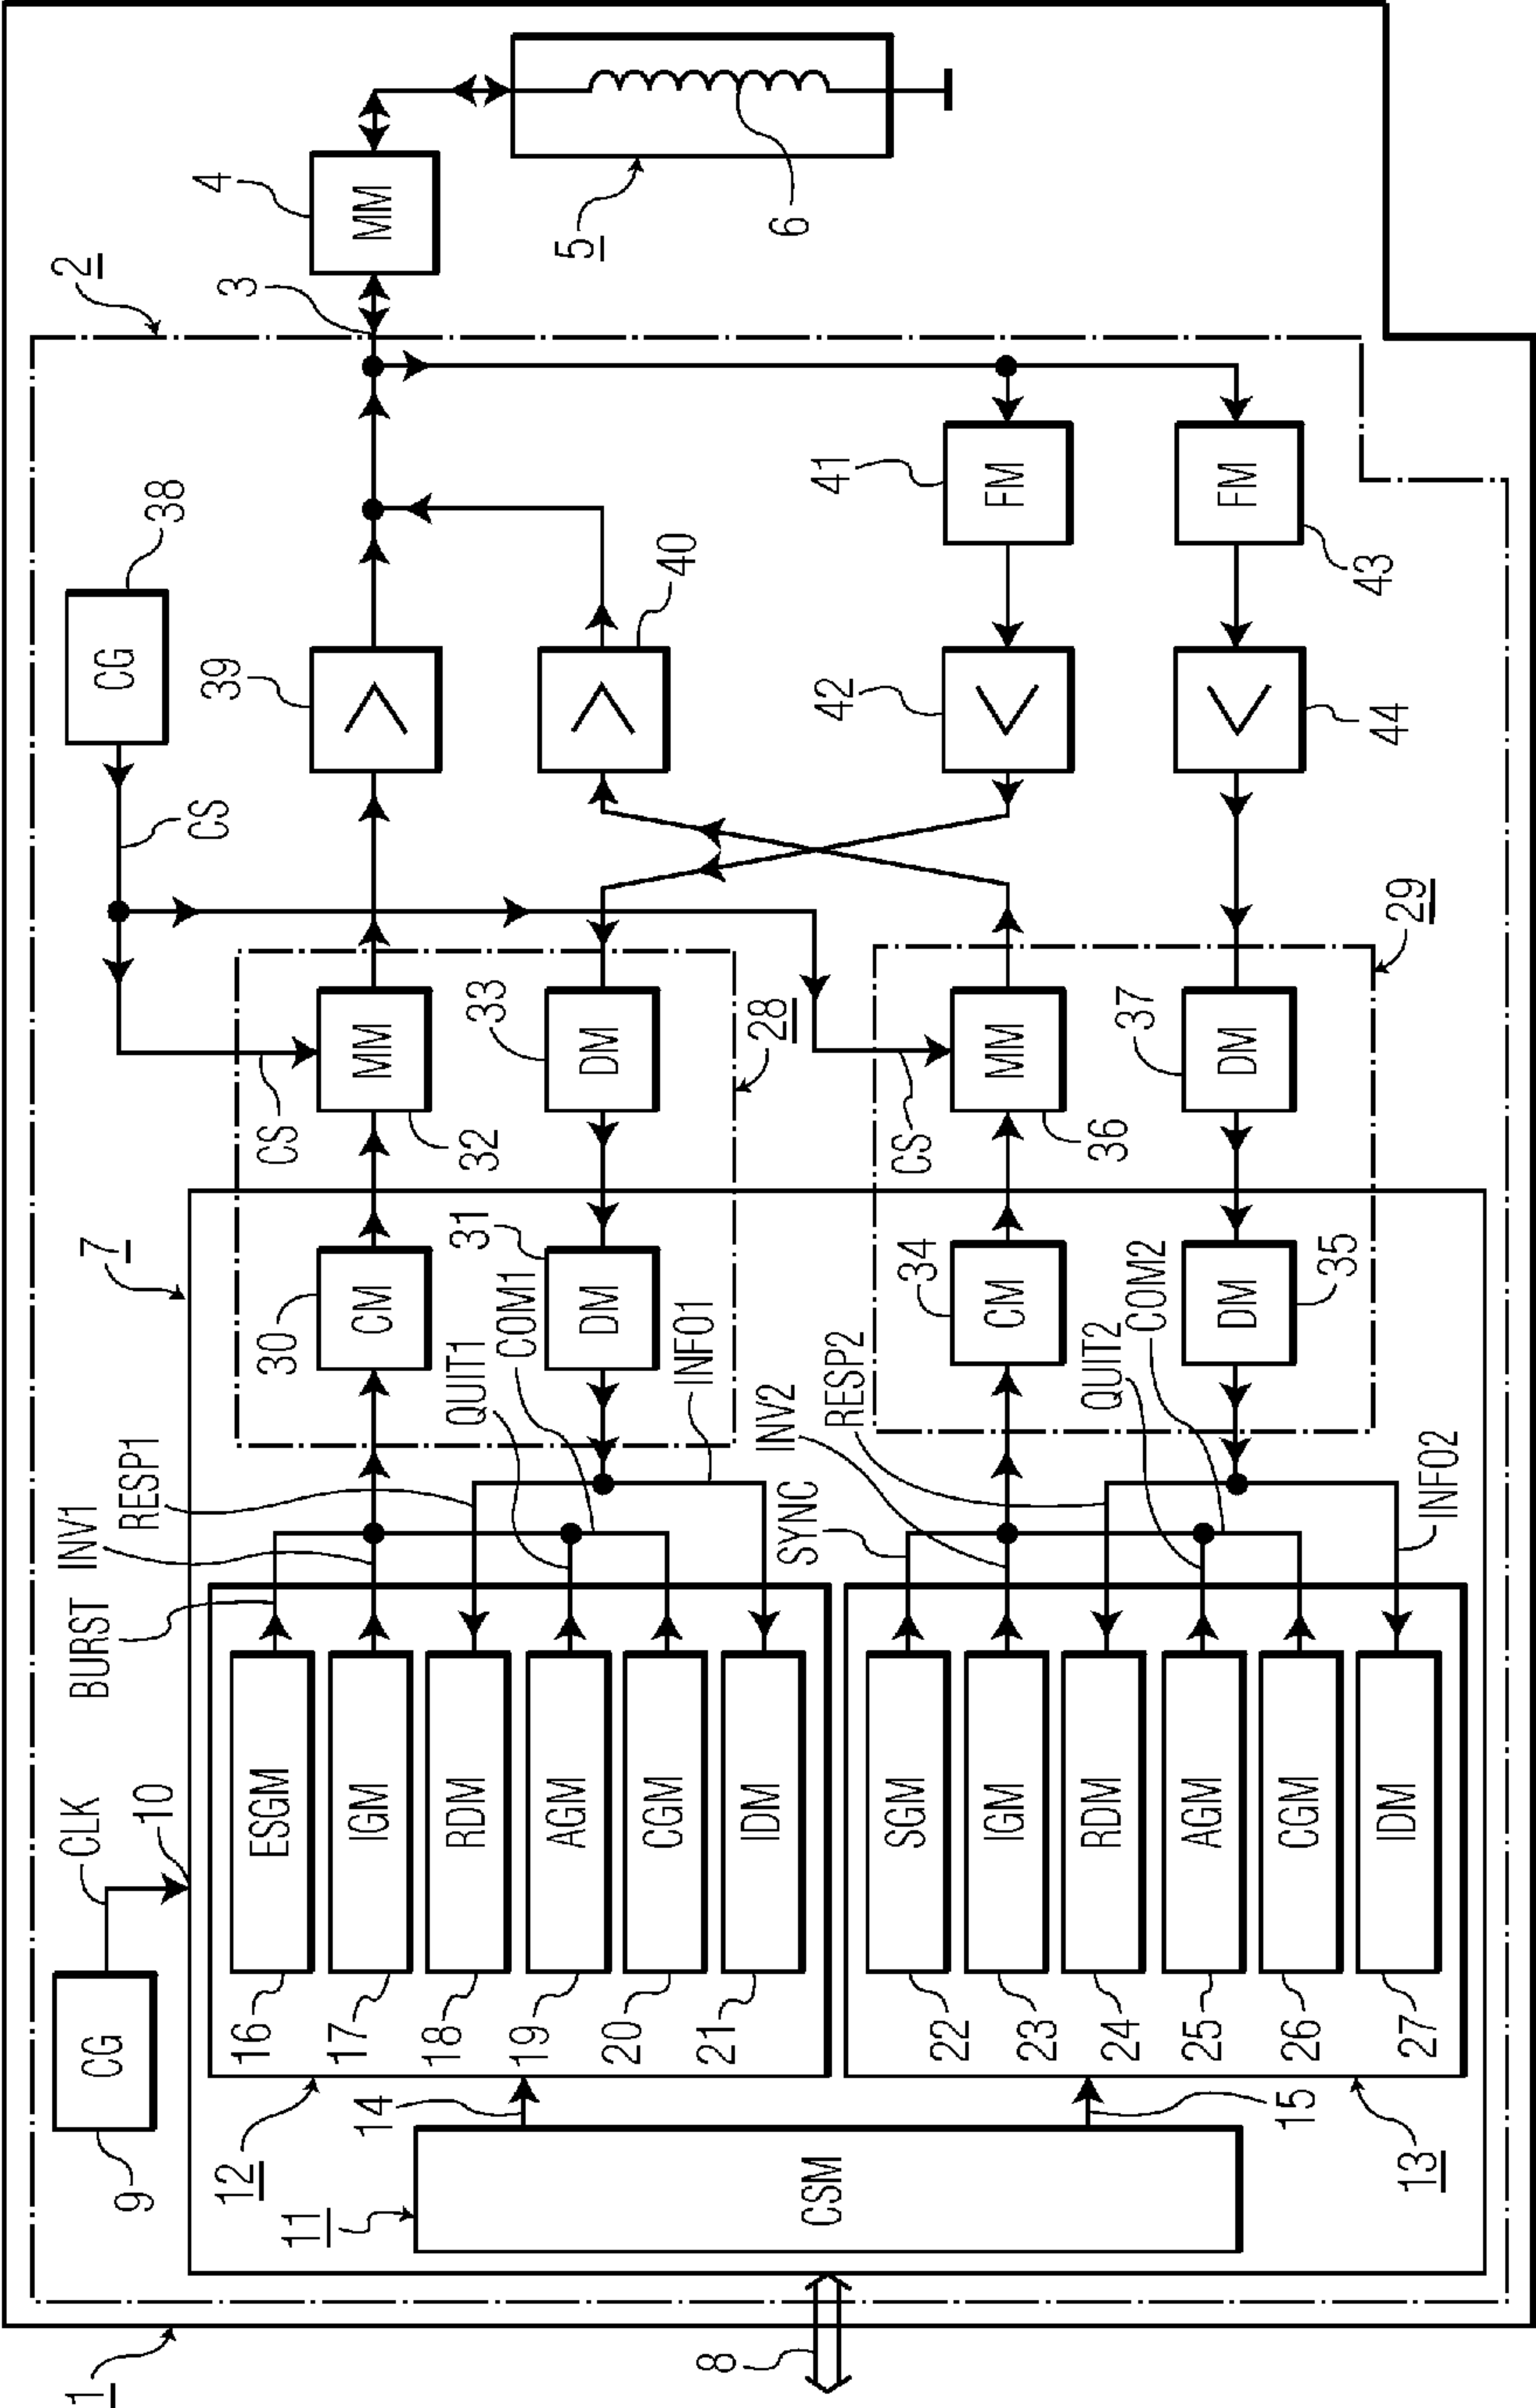 1
2
CG
38
CS
39
3
4
MM
5
6
40
41
FM
42
43
FM
44
CG
9
CLK
10
7
BURST
INV1
RESP1
30
CM
CS
MM
32
33
DM
28
31
DM
QUIT1
COM1
INFO1
SYNC
INV2
RESP2
34
CM
CS
MM
36
37
DM
29
35
DM
QUIT2
COM2
INFO2
12
16
ESGM
17
IGM
18
RDM
19
AGM
20
CGM
21
IDM
22
SGM
23
IGM
24
RDM
25
AGM
26
CGM
27
IDM
13
14
15
11
CSM
8